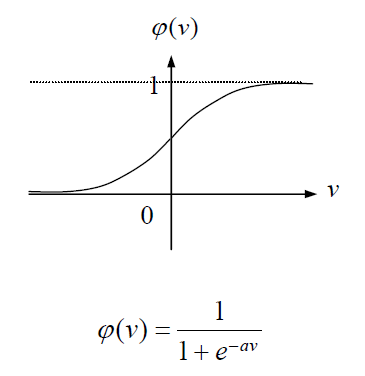 φ(v)
1
v
0
φ(v) = 1 / (1 + e^{-av})